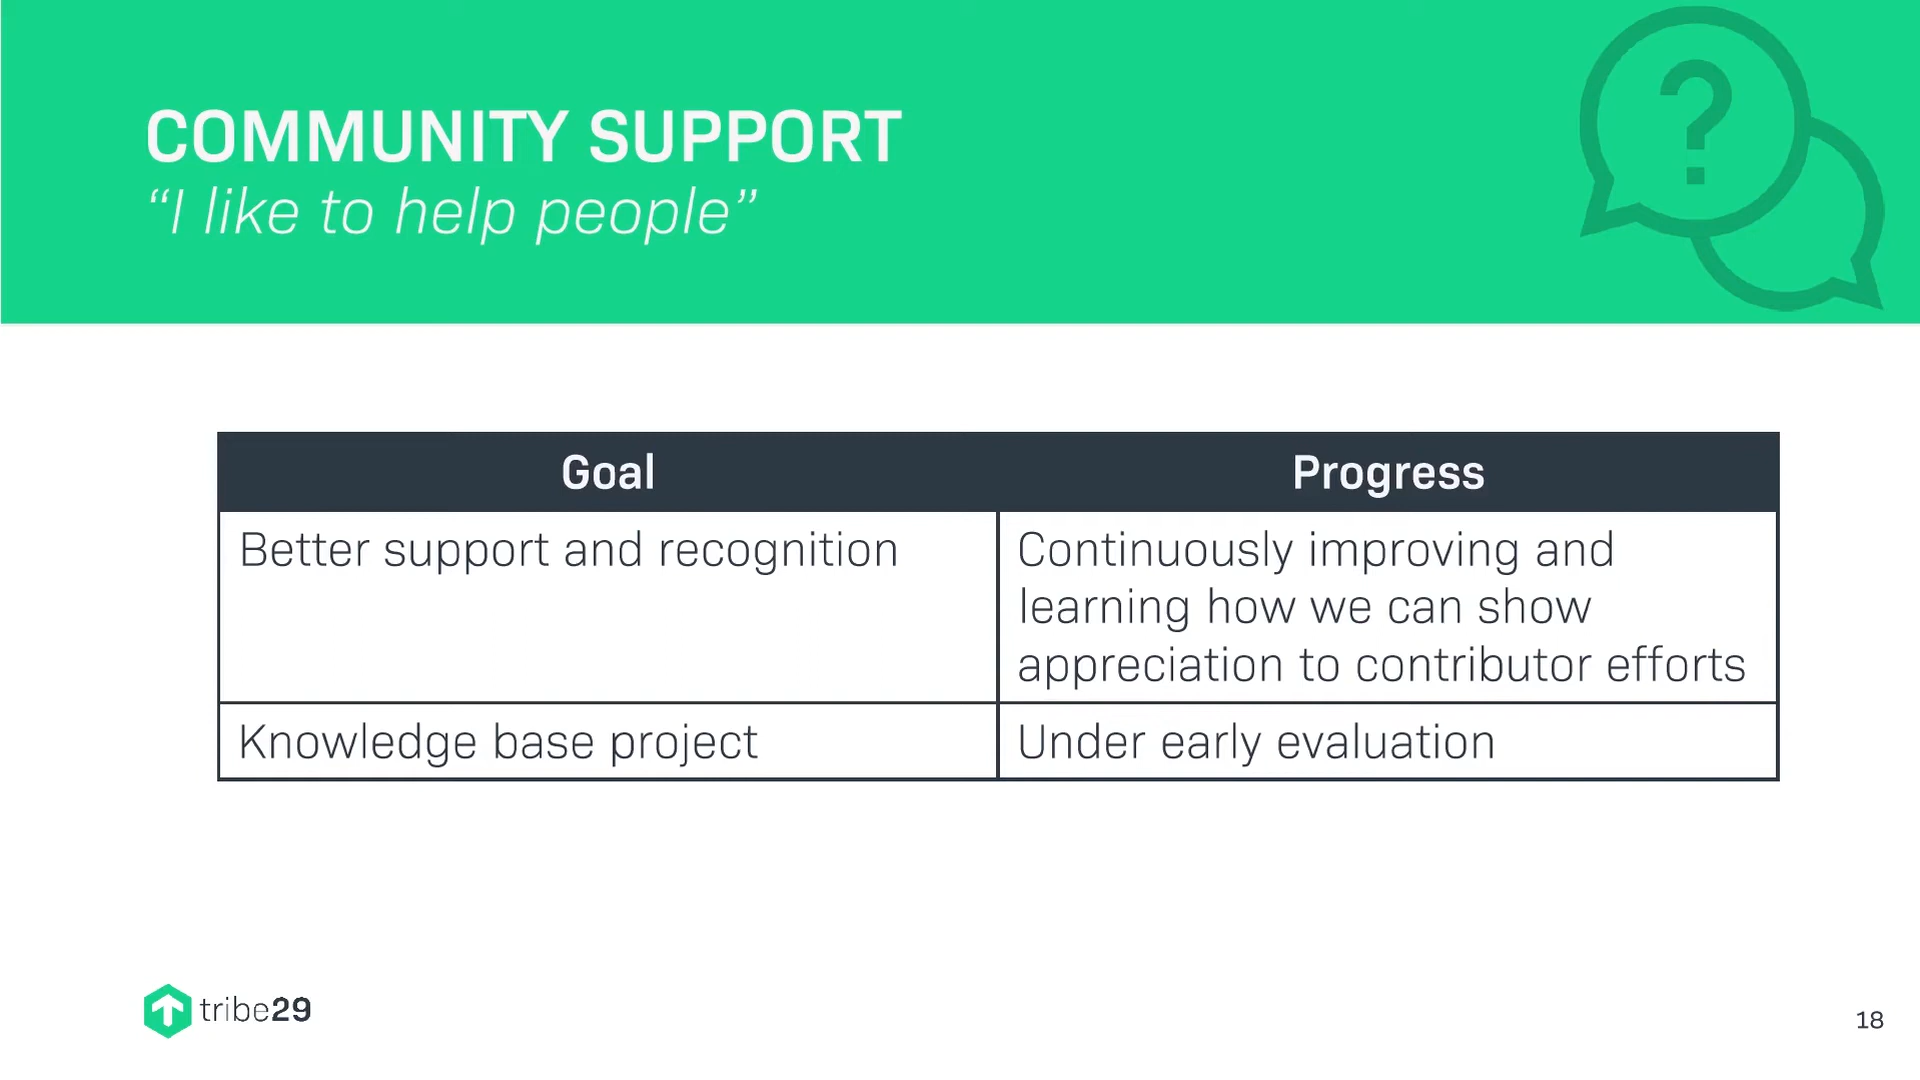 COMMUNITY SUPPORT
“I like to help people”
?
Goal
Progress
Better support and recognition
Continuously improving and
learning how we can show
appreciation to contributor efforts
Knowledge base project
Under early evaluation
tribe29
18